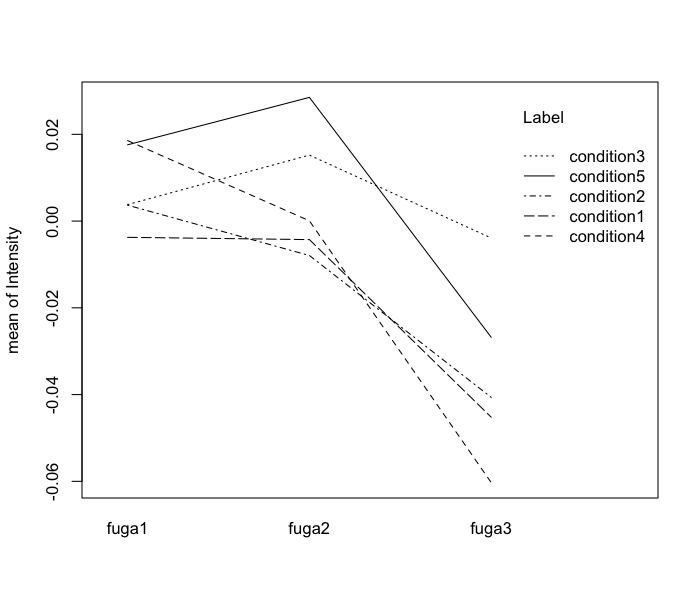 Label
condition3
condition5
condition2
condition1
condition4
mean of Intensity
0.02
0.00
-0.02
-0.04
-0.06
fuga1 fuga2 fuga3